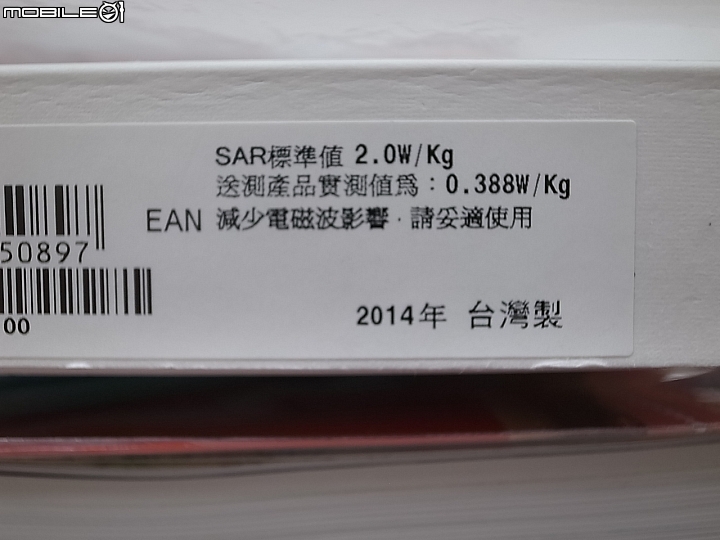 MOBILE01
SAR標準值 2.0W/Kg
送測產品實測值為：0.388W/Kg
50897
EAN 減少電磁波影響﹒請妥適使用
00
2014年 台灣製